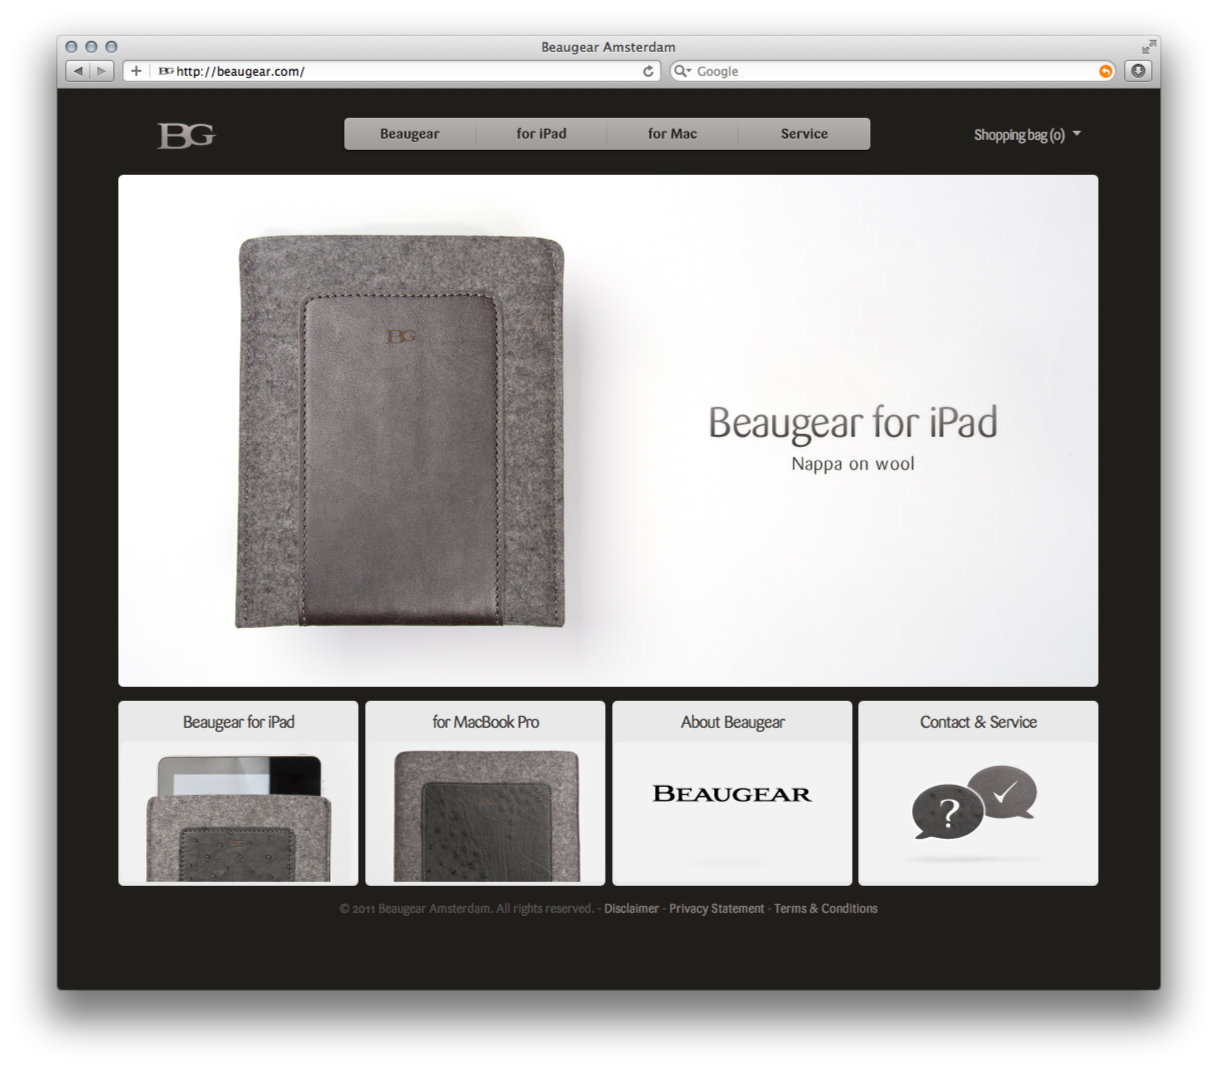 Beaugear Amsterdam
BG http://beaugear.com/
Google
BG
Beaugear
for iPad
for Mac
Service
Shopping bag (0)
BG
Beaugear for iPad
Nappa on wool
Beaugear for iPad
for MacBook Pro
About Beaugear
Contact & Service
BEAUGEAR
?
© 2011 Beaugear Amsterdam. All rights reserved. - Disclaimer - Privacy Statement - Terms & Conditions